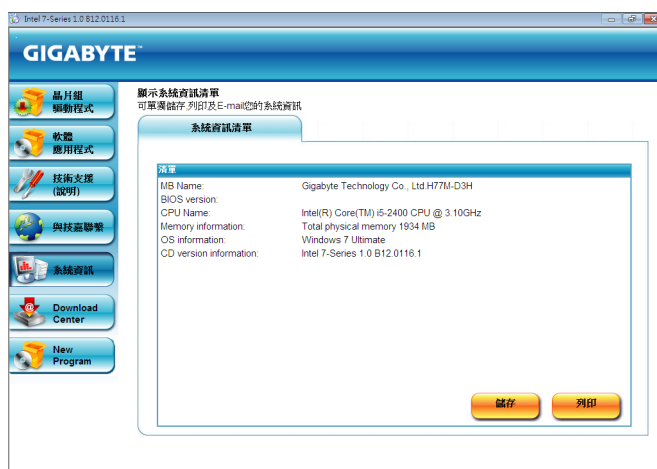 Intel 7-Series 1.0 B12.0116.1
GIGABYTE™
晶片組
驅動程式
軟體
應用程式
技術支援
(說明)
與技嘉聯繫
系統資訊
Download
Center
New
Program
顯示系統資訊清單
可單獨儲存,列印及E-mail您的系統資訊
系統資訊清單
清單
MB Name: Gigabyte Technology Co., Ltd.H77M-D3H
BIOS version:
CPU Name: Intel(R) Core(TM) i5-2400 CPU @ 3.10GHz
Memory information: Total physical memory 1934 MB
OS information: Windows 7 Ultimate
CD version information: Intel 7-Series 1.0 B12.0116.1
儲存 列印